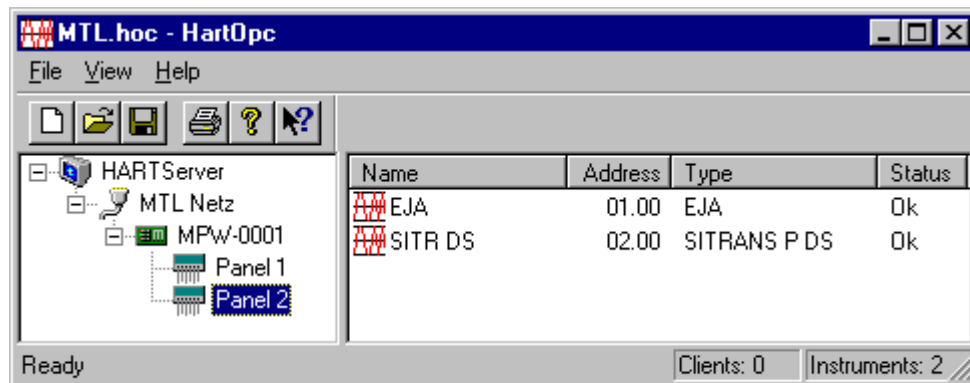 MTL.hoc - HartOpc
File View Help
HARTServer
MTL Netz
MPW-0001
Panel 1
Panel 2
Name Address Type Status
EJA 01.00 EJA Ok
SITR DS 02.00 SITRANS P DS Ok
Ready Clients: 0 Instruments: 2